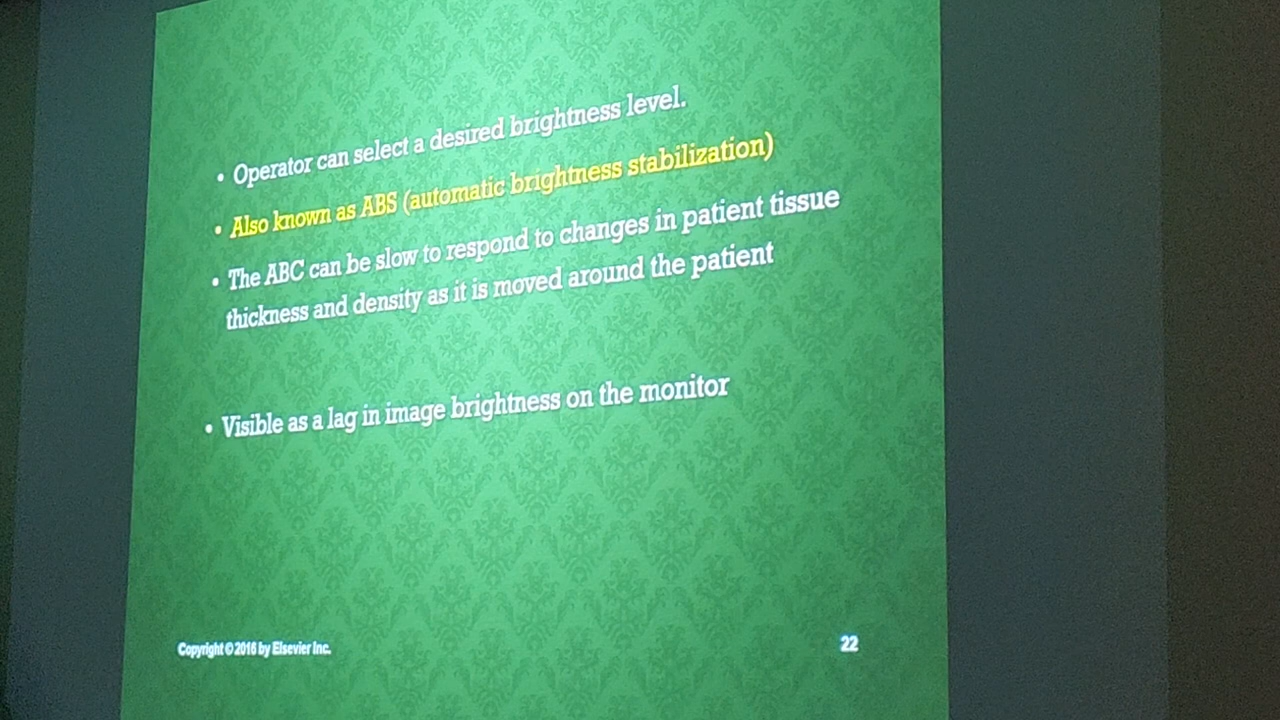 • Operator can select a desired brightness level.
• Also known as ABS (automatic brightness stabilization)
• The ABC can be slow to respond to changes in patient tissue
thickness and density as it is moved around the patient
• Visible as a lag in image brightness on the monitor
Copyright © 2016 by Elsevier Inc.
22